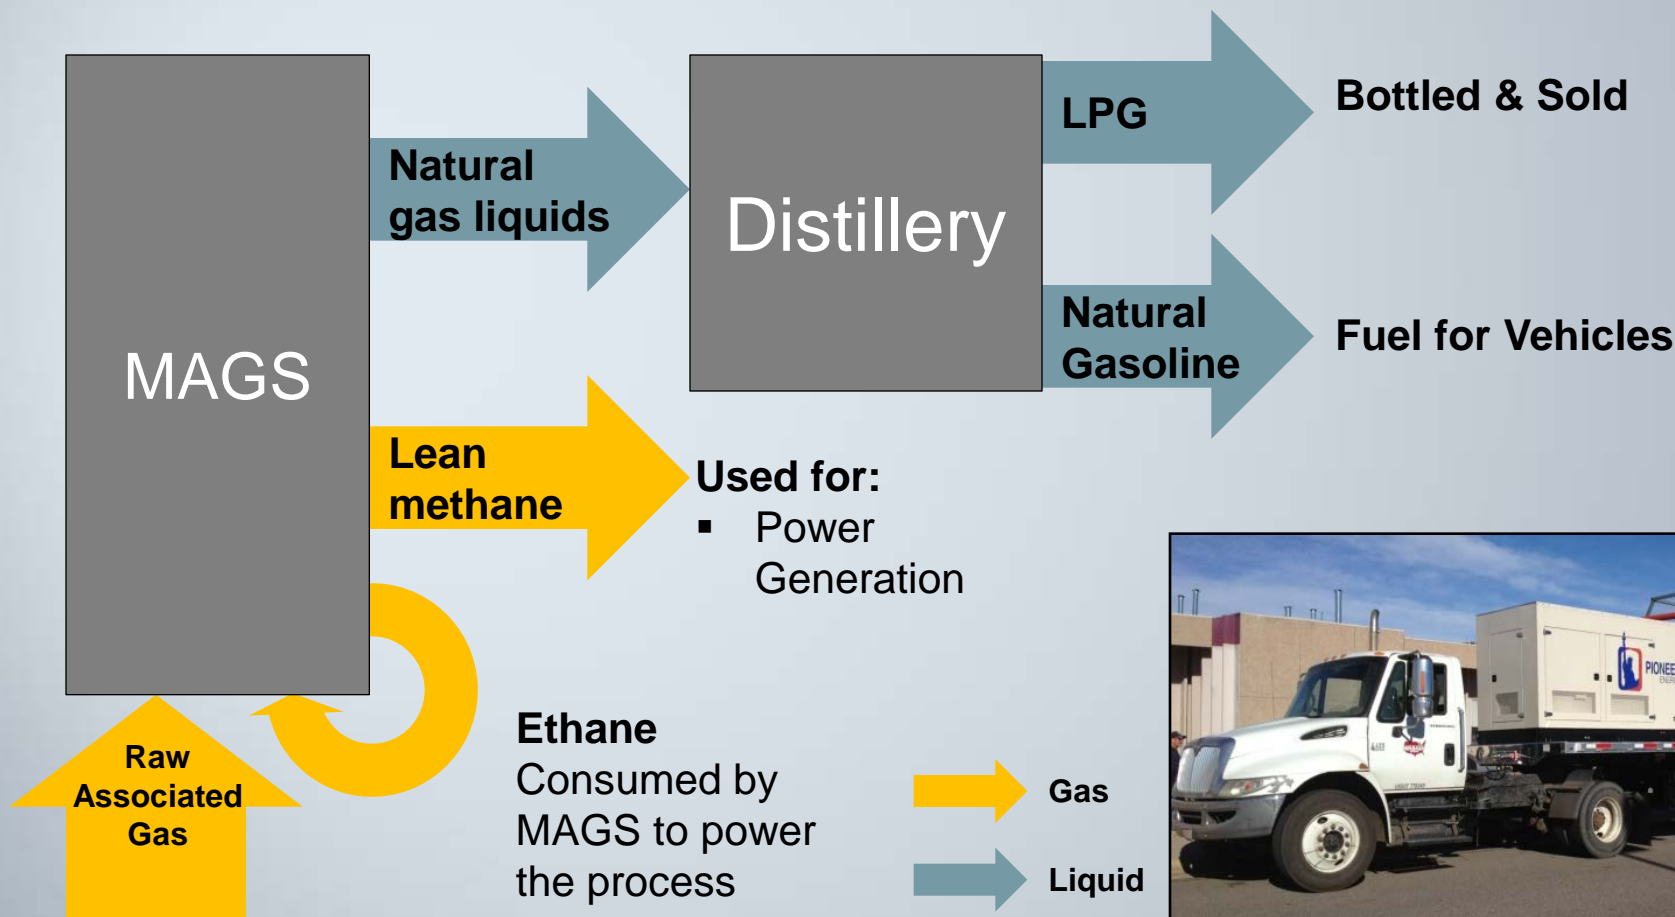 MAGS
Natural
gas liquids
Distillery
LPG
Bottled & Sold
Natural
Gasoline
Fuel for Vehicles
Lean
methane
Used for:
▪ Power
Generation
Raw
Associated
Gas
Ethane
Consumed by
MAGS to power
the process
Gas
Liquid